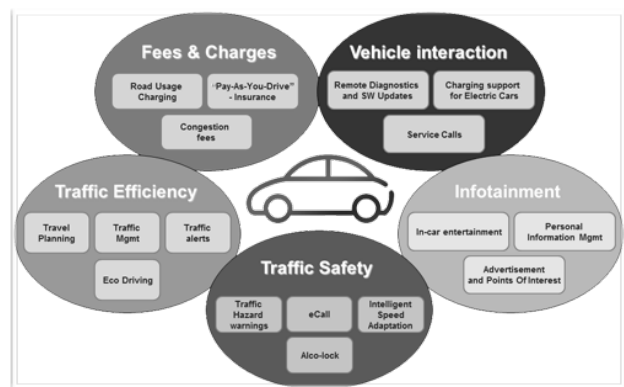 Fees & Charges
Road Usage
Charging
"Pay-As-You-Drive"
- Insurance
Congestion
fees
Vehicle interaction
Remote Diagnostics
and SW Updates
Charging support
for Electric Cars
Service Calls
Traffic Efficiency
Travel
Planning
Traffic
Mgmt
Traffic
alerts
Eco Driving
Infotainment
In-car entertainment
Personal
Information Mgmt
Advertisement
and Points Of Interest
Traffic Safety
Traffic
Hazard
warnings
eCall
Intelligent
Speed
Adaptation
Alco-lock